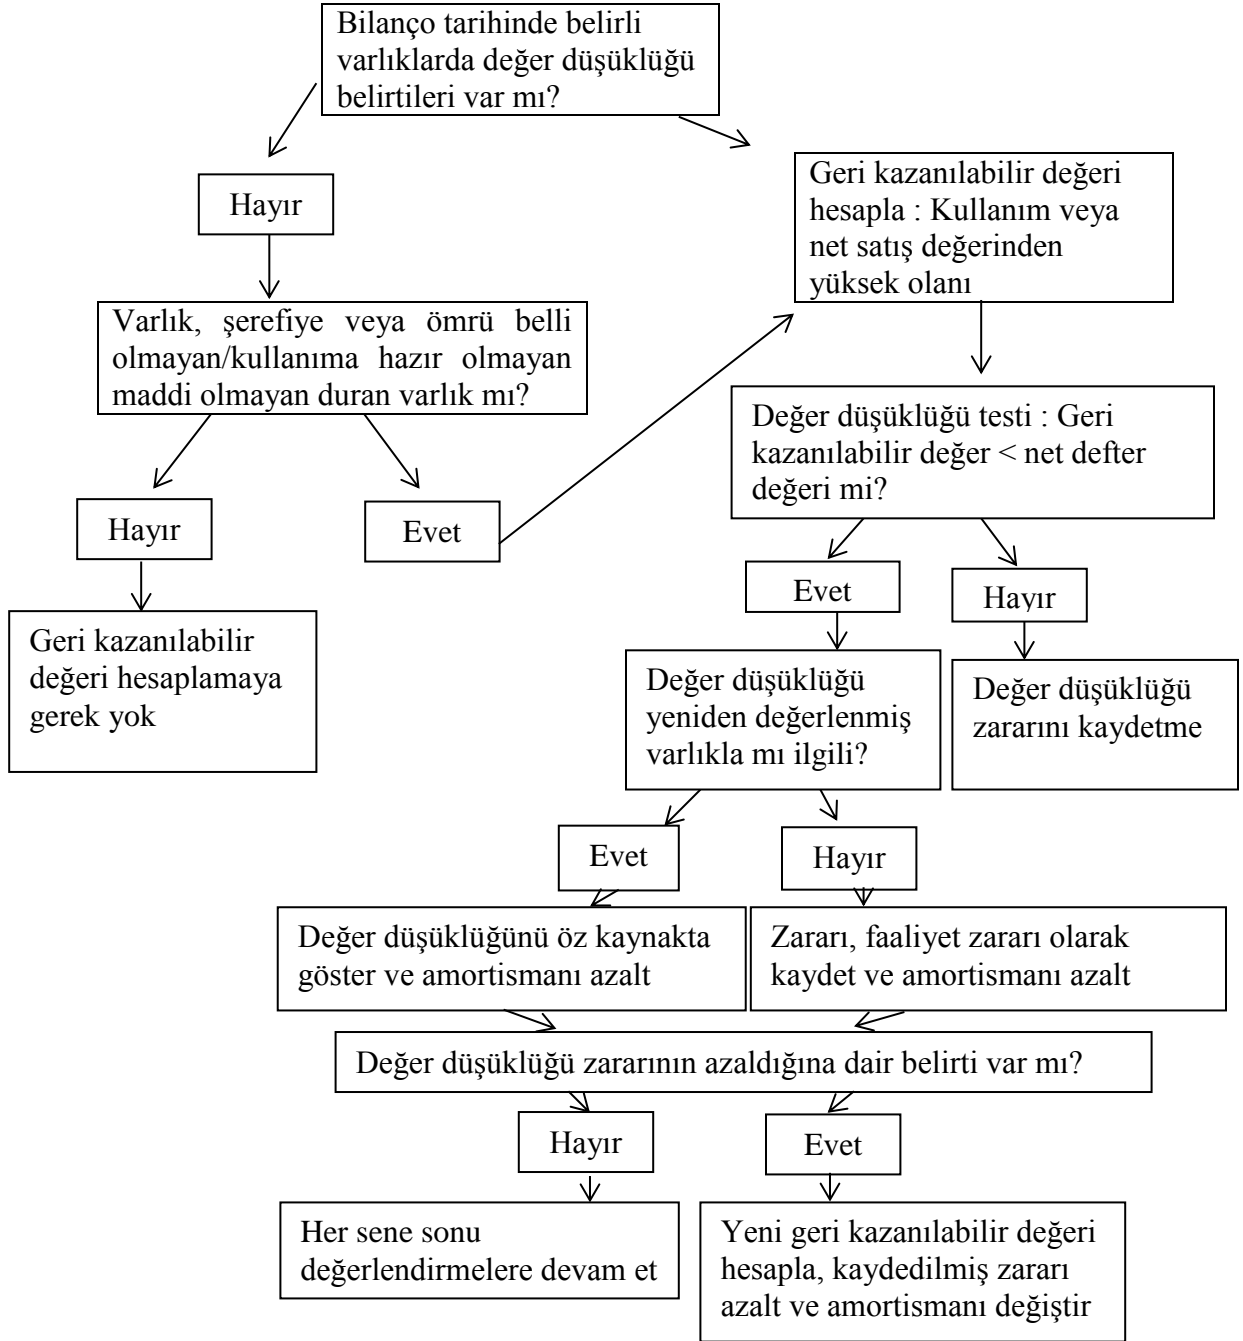 Bilanço tarihinde belirli
varlıklarda değer düşüklüğü
belirtileri var mı?
Hayır
Geri kazanılabilir değeri
hesapla : Kullanım veya
net satış değerinden
yüksek olanı
Varlık, şerefiye veya ömrü belli
olmayan/kullanıma hazır olmayan
maddi olmayan duran varlık mı?
Değer düşüklüğü testi : Geri
kazanılabilir değer < net defter
değeri mi?
Hayır
Evet
Evet
Hayır
Geri kazanılabilir
değeri hesaplamaya
gerek yok
Değer düşüklüğü
yeniden değerlenmiş
varlıkla mı ilgili?
Değer düşüklüğü
zararını kaydetme
Evet
Hayır
Değer düşüklüğünü öz kaynakta
göster ve amortismanı azalt
Zararı, faaliyet zararı olarak
kaydet ve amortismanı azalt
Değer düşüklüğü zararının azaldığına dair belirti var mı?
Hayır
Evet
Her sene sonu
değerlendirmelere devam et
Yeni geri kazanılabilir değeri
hesapla, kaydedilmiş zararı
azalt ve amortismanı değiştir